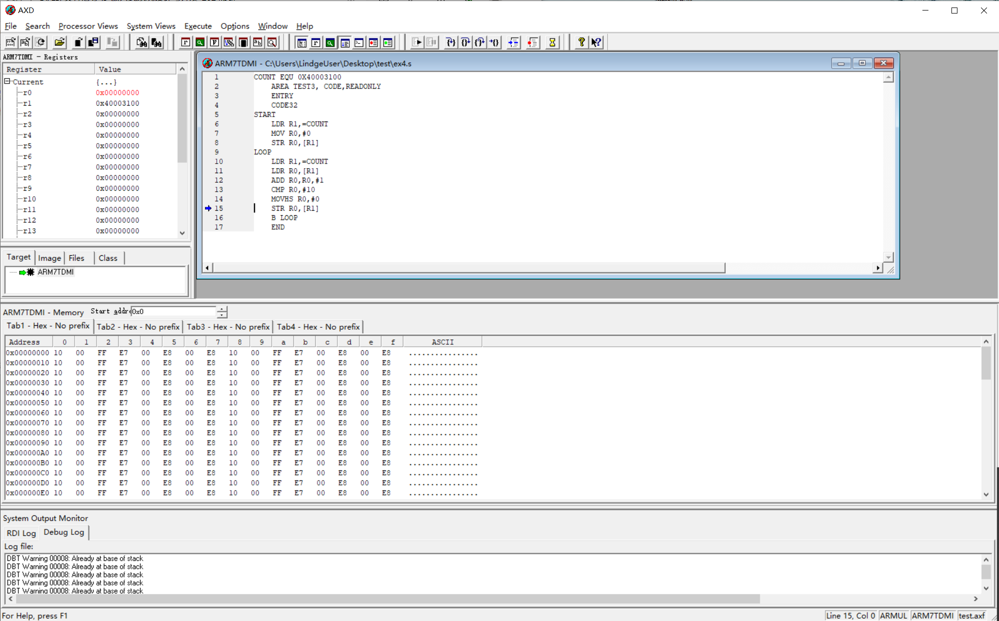 AXD
File Search Processor Views System Views Execute Options Window Help
ARM7TDMI - Registers
Register Value
Current {...}
r0 0x00000000
r1 0x40003100
r2 0x00000000
r3 0x00000000
r4 0x00000000
r5 0x00000000
r6 0x00000000
r7 0x00000000
r8 0x00000000
r9 0x00000000
r10 0x00000000
r11 0x00000000
r12 0x00000000
r13 0x00000000
Target Image Files Class
ARM7TDMI
ARM7TDMI - C:\Users\LindgeUser\Desktop\test\ex4.s
1 COUNT EQU 0X40003100
2 AREA TEST3, CODE,READONLY
3 ENTRY
4 CODE32
5 START
6 LDR R1,=COUNT
7 MOV R0,#0
8 STR R0,[R1]
9 LOOP
10 LDR R1,=COUNT
11 LDR R0,[R1]
12 ADD R0,R0,#1
13 CMP R0,#10
14 MOVHS R0,#0
15 STR R0,[R1]
16 B LOOP
17 END
ARM7TDMI - Memory Start addr 0x0
Tab1 - Hex - No prefix Tab2 - Hex - No prefix Tab3 - Hex - No prefix Tab4 - Hex - No prefix
Address 0 1 2 3 4 5 6 7 8 9 a b c d e f ASCII
0x00000000 10 00 FF E7 00 E8 00 E8 10 00 FF E7 00 E8 00 E8 ................
0x00000010 10 00 FF E7 00 E8 00 E8 10 00 FF E7 00 E8 00 E8 ................
0x00000020 10 00 FF E7 00 E8 00 E8 10 00 FF E7 00 E8 00 E8 ................
0x00000030 10 00 FF E7 00 E8 00 E8 10 00 FF E7 00 E8 00 E8 ................
0x00000040 10 00 FF E7 00 E8 00 E8 10 00 FF E7 00 E8 00 E8 ................
0x00000050 10 00 FF E7 00 E8 00 E8 10 00 FF E7 00 E8 00 E8 ................
0x00000060 10 00 FF E7 00 E8 00 E8 10 00 FF E7 00 E8 00 E8 ................
0x00000070 10 00 FF E7 00 E8 00 E8 10 00 FF E7 00 E8 00 E8 ................
0x00000080 10 00 FF E7 00 E8 00 E8 10 00 FF E7 00 E8 00 E8 ................
0x00000090 10 00 FF E7 00 E8 00 E8 10 00 FF E7 00 E8 00 E8 ................
0x000000A0 10 00 FF E7 00 E8 00 E8 10 00 FF E7 00 E8 00 E8 ................
0x000000B0 10 00 FF E7 00 E8 00 E8 10 00 FF E7 00 E8 00 E8 ................
0x000000C0 10 00 FF E7 00 E8 00 E8 10 00 FF E7 00 E8 00 E8 ................
0x000000D0 10 00 FF E7 00 E8 00 E8 10 00 FF E7 00 E8 00 E8 ................
0x000000E0 10 00 FF E7 00 E8 00 E8 10 00 FF E7 00 E8 00 E8 ................
System Output Monitor
RDI Log Debug Log
Log file:
DBT Warning 00008: Already at base of stack
DBT Warning 00008: Already at base of stack
DBT Warning 00008: Already at base of stack
DBT Warning 00008: Already at base of stack
DBT Warning 00008: Already at base of stack
For Help, press F1 Line 15, Col 0 ARMUL ARM7TDMI test.axf